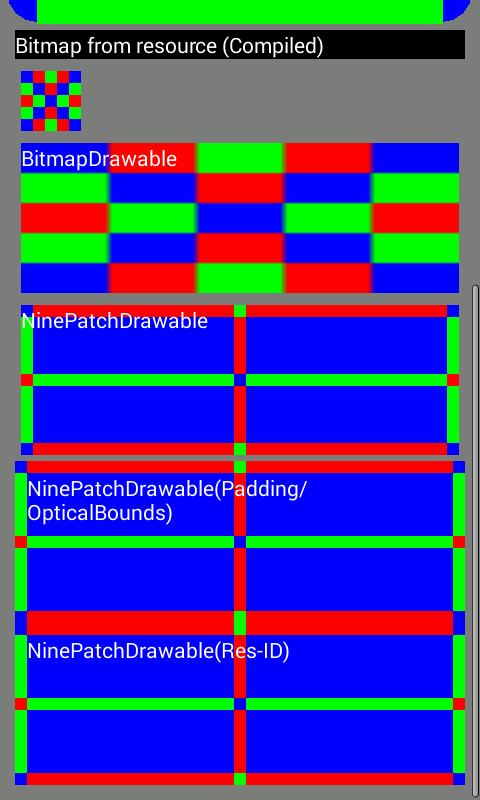 Bitmap from resource (Compiled)
BitmapDrawable
NinePatchDrawable
NinePatchDrawable(Padding/
OpticalBounds)
NinePatchDrawable(Res-ID)